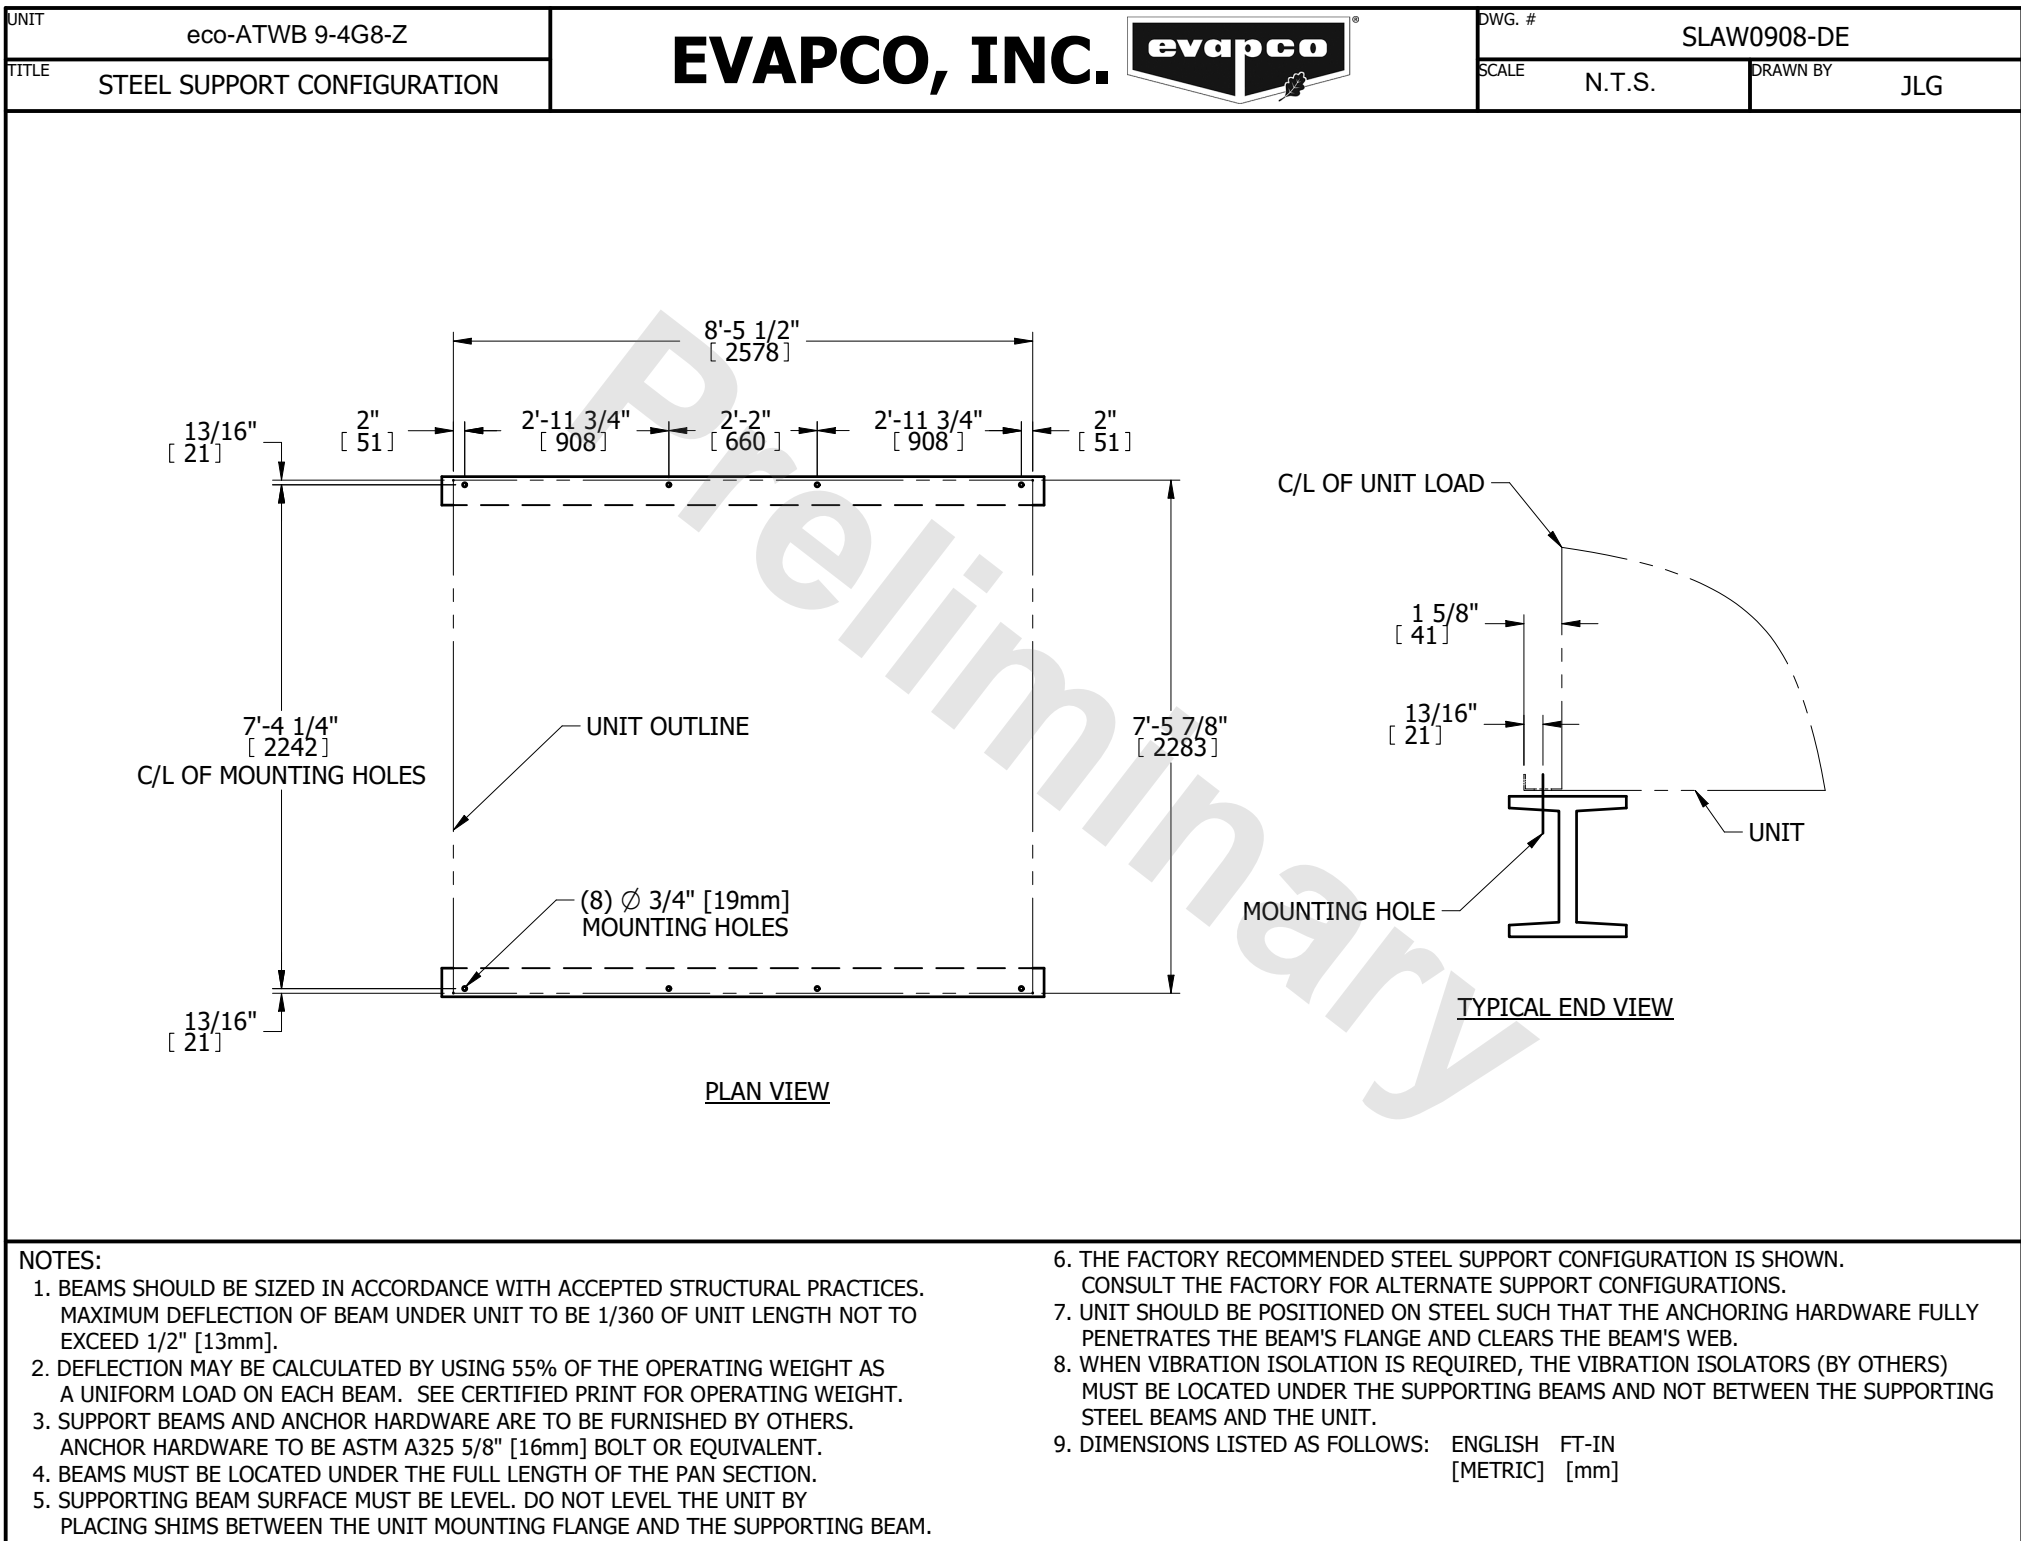 UNIT
eco-ATWB 9-4G8-Z
TITLE
STEEL SUPPORT CONFIGURATION
EVAPCO, INC.
evapco®
DWG. #
SLAW0908-DE
SCALE
N.T.S.
DRAWN BY
JLG
8'-5 1/2"
[ 2578 ]
13/16"
[ 21 ]
2"
[ 51 ]
2'-11 3/4"
[ 908 ]
2'-2"
[ 660 ]
2'-11 3/4"
[ 908 ]
2"
[ 51 ]
7'-4 1/4"
[ 2242 ]
C/L OF MOUNTING HOLES
UNIT OUTLINE
7'-5 7/8"
[ 2283 ]
(8) Ø 3/4" [19mm]
MOUNTING HOLES
13/16"
[ 21 ]
PLAN VIEW
C/L OF UNIT LOAD
1 5/8"
[ 41 ]
13/16"
[ 21 ]
UNIT
MOUNTING HOLE
TYPICAL END VIEW
Preliminary
NOTES:
1. BEAMS SHOULD BE SIZED IN ACCORDANCE WITH ACCEPTED STRUCTURAL PRACTICES.
MAXIMUM DEFLECTION OF BEAM UNDER UNIT TO BE 1/360 OF UNIT LENGTH NOT TO
EXCEED 1/2" [13mm].
2. DEFLECTION MAY BE CALCULATED BY USING 55% OF THE OPERATING WEIGHT AS
A UNIFORM LOAD ON EACH BEAM. SEE CERTIFIED PRINT FOR OPERATING WEIGHT.
3. SUPPORT BEAMS AND ANCHOR HARDWARE ARE TO BE FURNISHED BY OTHERS.
ANCHOR HARDWARE TO BE ASTM A325 5/8" [16mm] BOLT OR EQUIVALENT.
4. BEAMS MUST BE LOCATED UNDER THE FULL LENGTH OF THE PAN SECTION.
5. SUPPORTING BEAM SURFACE MUST BE LEVEL. DO NOT LEVEL THE UNIT BY
PLACING SHIMS BETWEEN THE UNIT MOUNTING FLANGE AND THE SUPPORTING BEAM.
6. THE FACTORY RECOMMENDED STEEL SUPPORT CONFIGURATION IS SHOWN.
CONSULT THE FACTORY FOR ALTERNATE SUPPORT CONFIGURATIONS.
7. UNIT SHOULD BE POSITIONED ON STEEL SUCH THAT THE ANCHORING HARDWARE FULLY
PENETRATES THE BEAM'S FLANGE AND CLEARS THE BEAM'S WEB.
8. WHEN VIBRATION ISOLATION IS REQUIRED, THE VIBRATION ISOLATORS (BY OTHERS)
MUST BE LOCATED UNDER THE SUPPORTING BEAMS AND NOT BETWEEN THE SUPPORTING
STEEL BEAMS AND THE UNIT.
9. DIMENSIONS LISTED AS FOLLOWS: ENGLISH FT-IN
[METRIC] [mm]